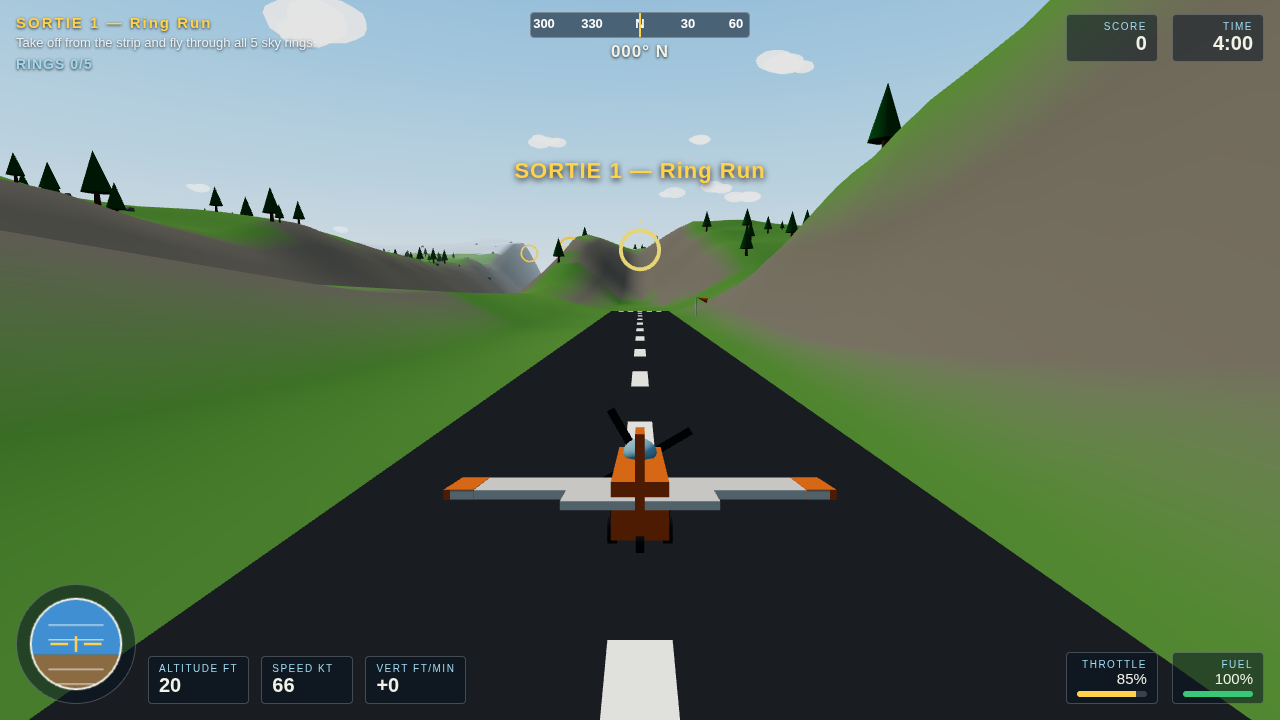 SORTIE 1 — Ring Run
Take off from the strip and fly through all 5 sky rings.
RINGS 0/5
300 330 N 30 60
000° N
SCORE
0
TIME
4:00
SORTIE 1 — Ring Run
ALTITUDE FT
20
SPEED KT
66
VERT FT/MIN
+0
THROTTLE
85%
FUEL
100%